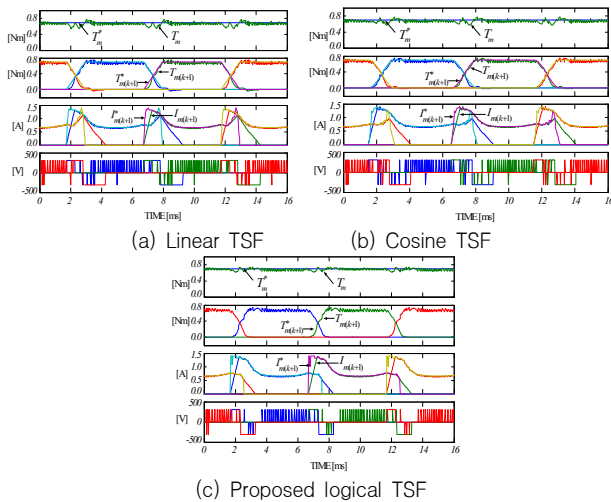 0.8
[Nm] 0.4
T*m Tm
0.0
0.8
[Nm] 0.4
T*m(k+1) Tm(k+1)
0.0
1.5
[A] 1.0
I*m(k+1) Im(k+1)
0.5
0.0
500
[V] 0
-500
0 2 4 6 8 10 12 14 16
TIME [ms]
(a) Linear TSF
0.8
[Nm] 0.4
T*m Tm
0.0
0.8
[Nm] 0.4
T*m(k+1) Tm(k+1)
0.0
1.5
[A] 1.0
I*m(k+1) Im(k+1)
0.5
0.0
500
[V] 0
-500
0 2 4 6 8 10 12 14 16
TIME [ms]
(b) Cosine TSF
0.8
[Nm] 0.4
T*m Tm
0.0
0.8
[Nm] 0.4
T*m(k+1) Tm(k+1)
0.0
1.0
[A] 0.5
I*m(k+1) Im(k+1)
0.0
500
[V] 0
-500
0 2 4 6 8 10 12 14 16
TIME [ms]
(c) Proposed logical TSF